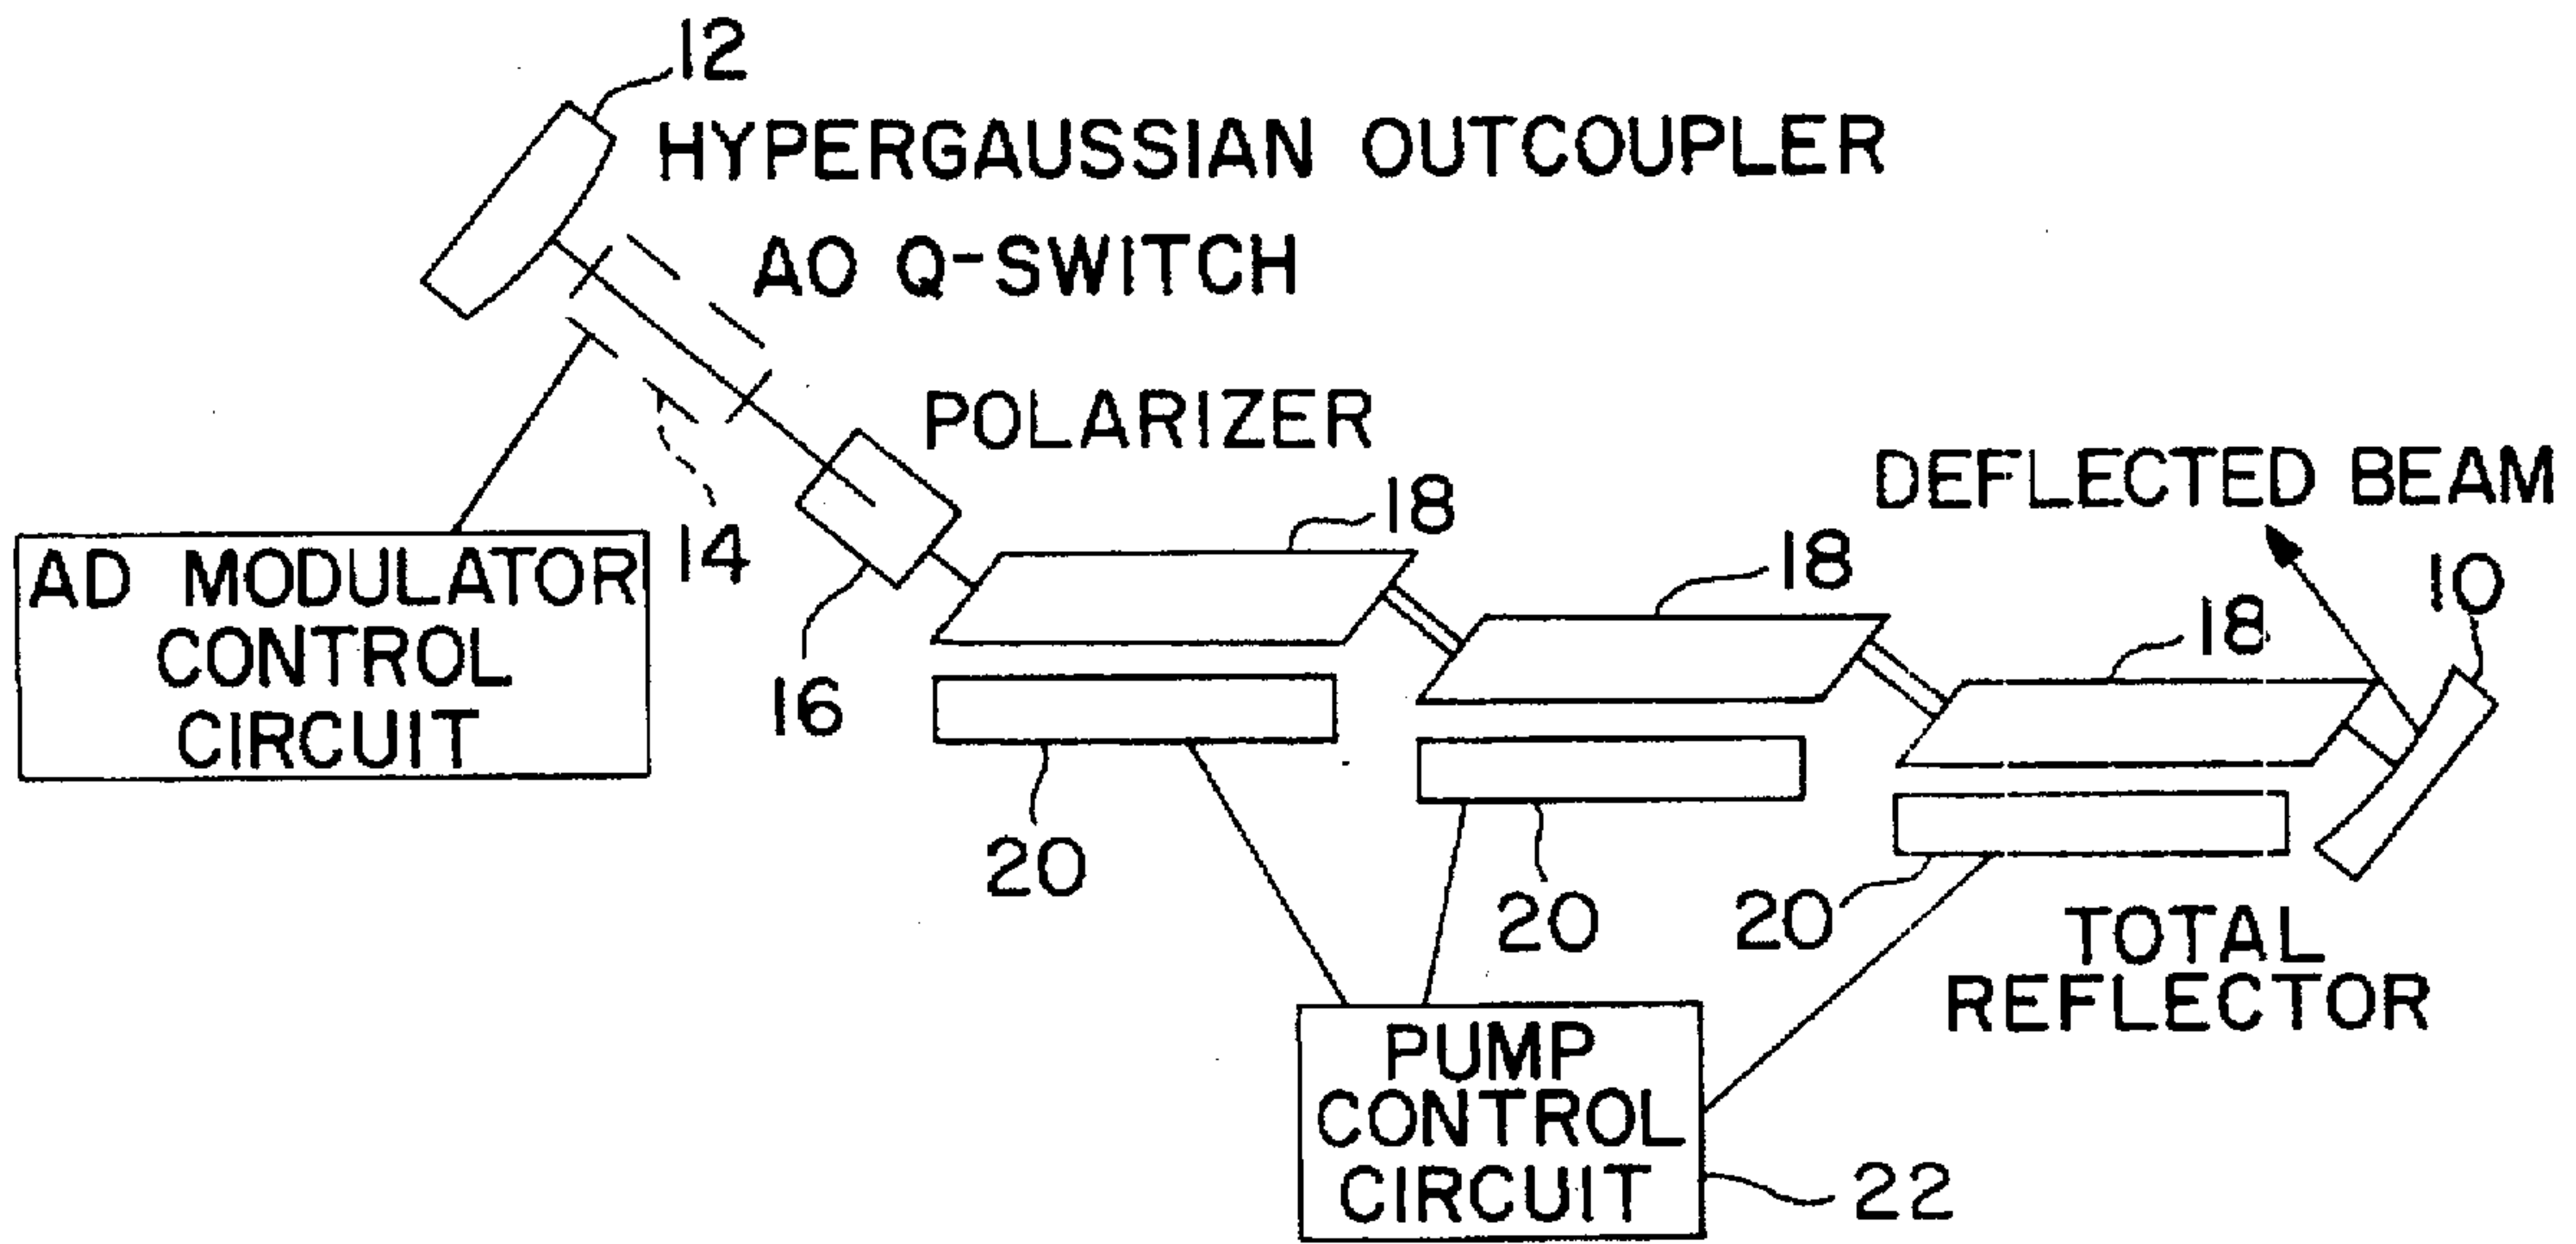 12
HYPERGAUSSIAN OUTCOUPLER
AO Q-SWITCH
POLARIZER
DEFLECTED BEAM
18
18
10
18
14
AD MODULATOR
CONTROL
CIRCUIT
16
20
20
20
TOTAL
REFLECTOR
PUMP
CONTROL
CIRCUIT
22